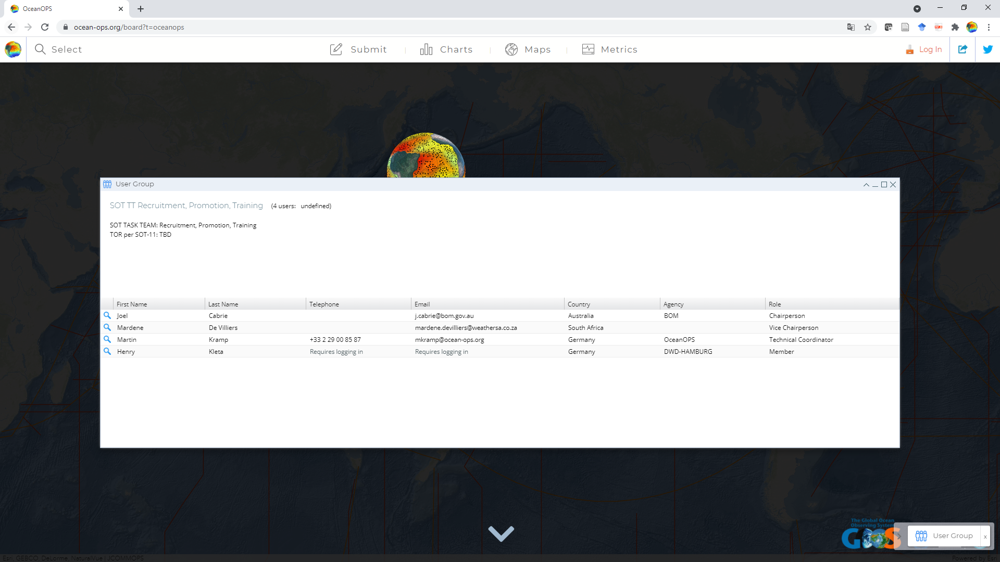 OceanOPS
ocean-ops.org/board?t=oceanops
Select
Submit
Charts
Maps
Metrics
Log In
User Group
SOT TT Recruitment, Promotion, Training (4 users: undefined)
SOT TASK TEAM: Recruitment, Promotion, Training
TOR per SOT-11: TBD
First Name Last Name Telephone Email Country Agency Role
Joel Cabrie j.cabrie@bom.gov.au Australia BOM Chairperson
Mardene De Villiers mardene.devilliers@weathersa.co.za South Africa Vice Chairperson
Martin Kramp +33 2 29 00 85 87 mkramp@ocean-ops.org Germany OceanOPS Technical Coordinator
Henry Kleta Requires logging in Requires logging in Germany DWD-HAMBURG Member
The Global Ocean
Observing System
GOOS
User Group x
Esri, GEBCO, DeLorme, NaturalVue | JCOMMOPS
Powered by Esri